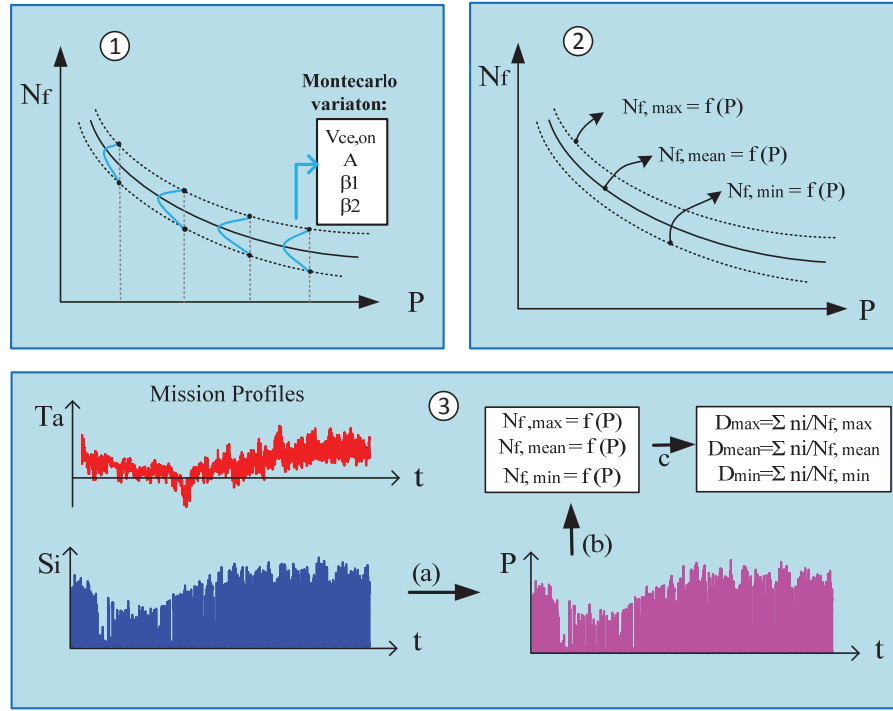 1
Nf
Montecarlo
variaton:
Vce,on
A
β1
β2
P
2
Nf
Nf, max = f (P)
Nf, mean = f (P)
Nf, min = f (P)
P
3
Mission Profiles
Ta
t
Si
t
(a)
P
t
(b)
Nf ,max = f (P)
Nf, mean = f (P)
Nf, min = f (P)
c
Dmax=Σ ni/Nf, max
Dmean=Σ ni/Nf, mean
Dmin=Σ ni/Nf, min